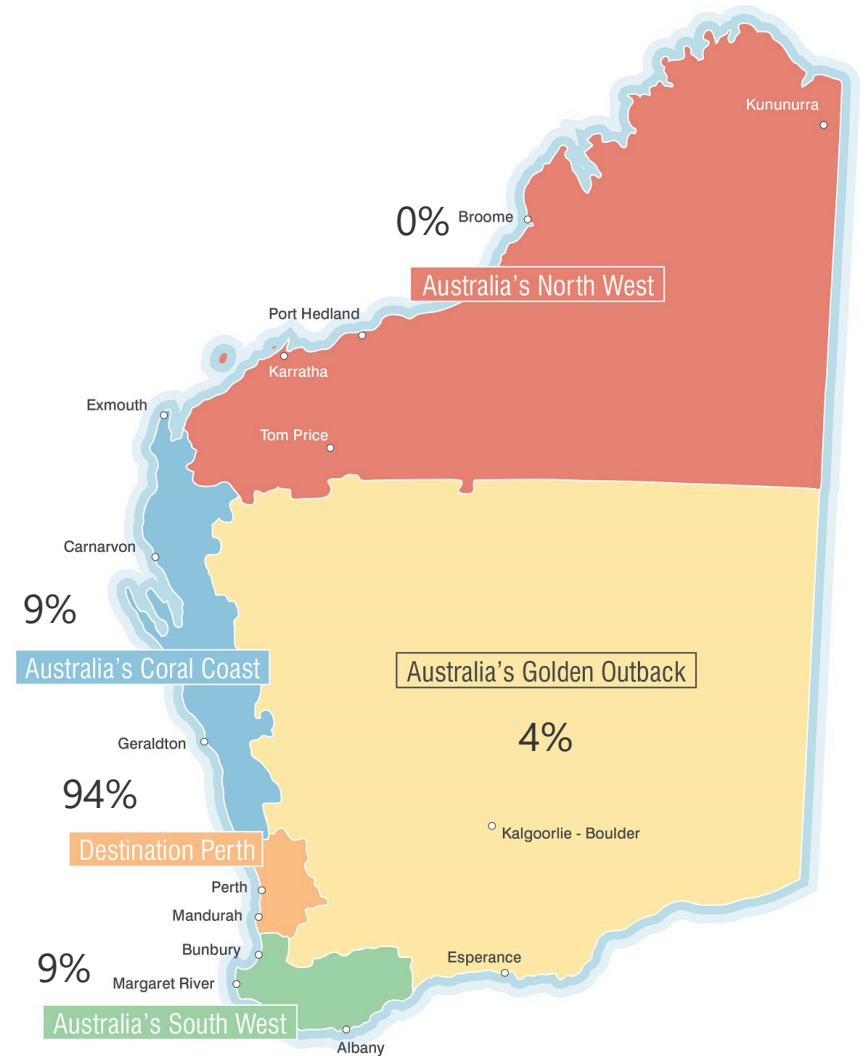 Kununurra
0% Broome
Australia's North West
Port Hedland
Karratha
Exmouth
Tom Price
Carnarvon
9%
Australia's Coral Coast
Australia's Golden Outback
4%
Geraldton
94%
Kalgoorlie - Boulder
Destination Perth
Perth
Mandurah
Bunbury
Esperance
9%
Margaret River
Australia's South West
Albany